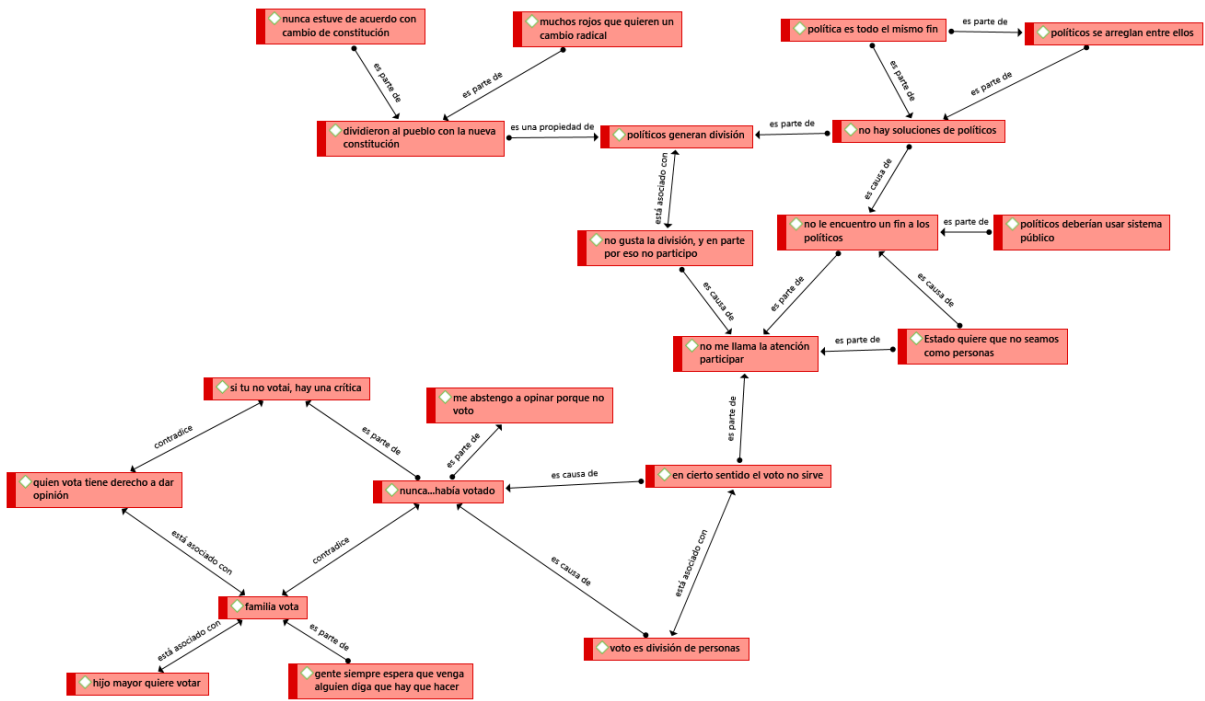 nunca estuve de acuerdo con
cambio de constitución
muchos rojos que quieren un
cambio radical
política es todo el mismo fin
es parte de
políticos se arreglan entre ellos
es parte de
es parte de
es parte de
es parte de
dividieron al pueblo con la nueva
constitución
es una propiedad de
políticos generan división
es parte de
no hay soluciones de políticos
está asociado con
es causa de
no gusta la división, y en parte
por eso no participo
no le encuentro un fin a los
políticos
es parte de
políticos deberían usar sistema
público
es causa de
es parte de
es causa de
no me llama la atención
participar
es parte de
Estado quiere que no seamos
como personas
si tu no votai, hay una crítica
me abstengo a opinar porque no
voto
contradice
es parte de
es parte de
es parte de
quien vota tiene derecho a dar
opinión
nunca...había votado
es causa de
en cierto sentido el voto no sirve
está asociado con
contradice
es causa de
está asociado con
familia vota
está asociado con
es parte de
voto es división de personas
hijo mayor quiere votar
gente siempre espera que venga
alguien diga que hay que hacer